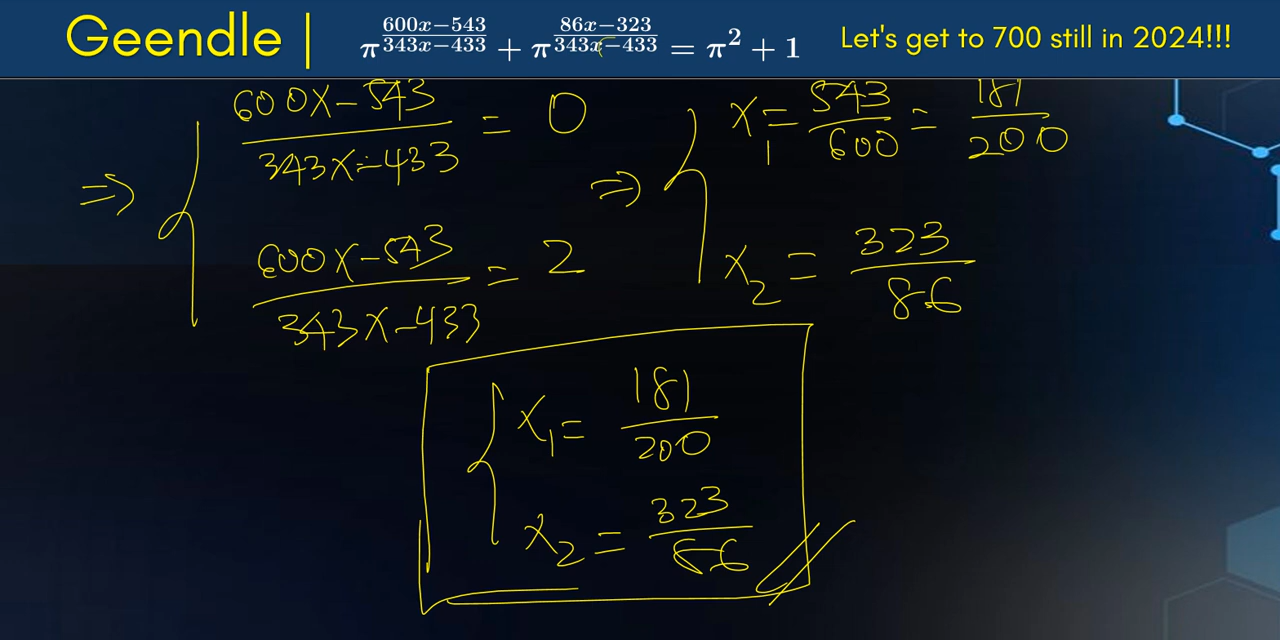 Geendle | π^((600x−543)/(343x−433)) + π^((86x−323)/(343x−433)) = π² + 1 Let's get to 700 still in 2024!!!
⇒ { (600x−543)/(343x−433) = 0 ⇒ { x₁ = 543/600 = 181/200
(600x−543)/(343x−433) = 2 x₂ = 323/86
{ x₁ = 181/200
x₂ = 323/86